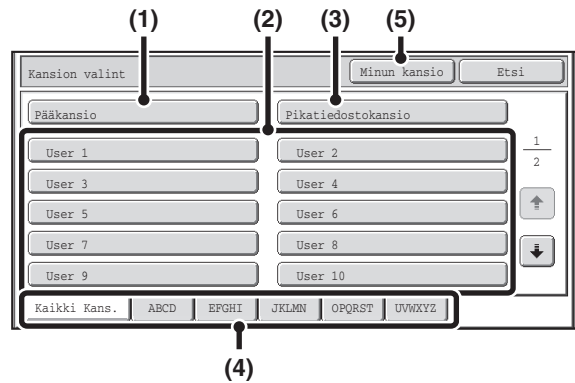 (1) (2) (3) (5)
Kansion valint Minun kansio Etsi
Pääkansio Pikatiedostokansio
User 1 User 2
1
2
User 3 User 4
User 5 User 6
User 7 User 8
User 9 User 10
Kaikki Kans. ABCD EFGHI JKLMN OPQRST UVWXYZ
(4)